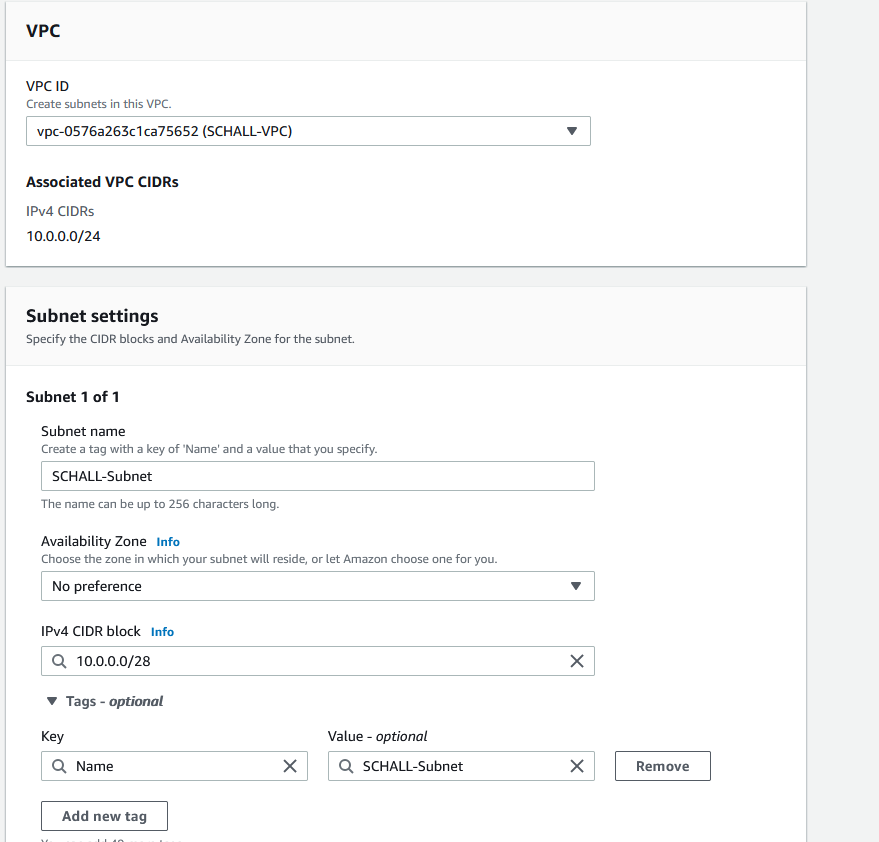 VPC
VPC ID
Create subnets in this VPC.
vpc-0576a263c1ca75652 (SCHALL-VPC)
Associated VPC CIDRs
IPv4 CIDRs
10.0.0.0/24
Subnet settings
Specify the CIDR blocks and Availability Zone for the subnet.
Subnet 1 of 1
Subnet name
Create a tag with a key of 'Name' and a value that you specify.
SCHALL-Subnet
The name can be up to 256 characters long.
Availability Zone Info
Choose the zone in which your subnet will reside, or let Amazon choose one for you.
No preference
IPv4 CIDR block Info
10.0.0.0/28
Tags - optional
Key Value - optional
Name SCHALL-Subnet Remove
Add new tag